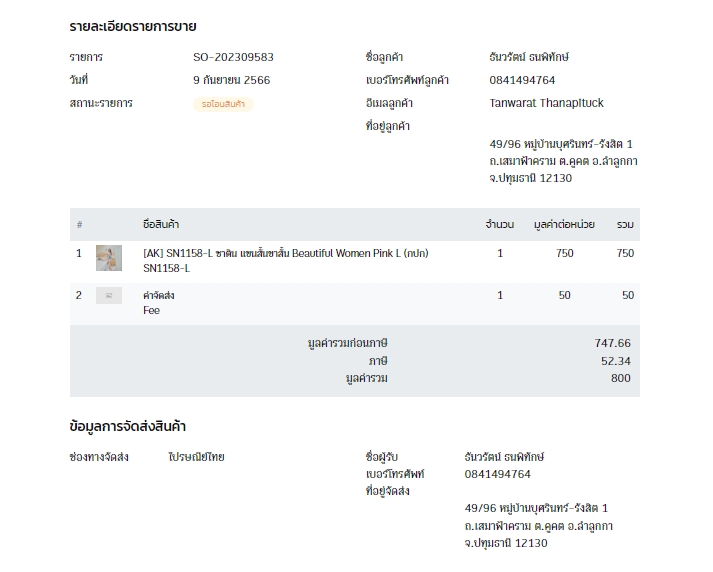 รายละเอียดรายการขาย
รายการ SO-202309583 ชื่อลูกค้า ธันวรัตน์ ธนพิทักษ์
วันที่ 9 กันยายน 2566 เบอร์โทรศัพท์ลูกค้า 0841494764
สถานะรายการ รอโอนสินค้า อีเมลลูกค้า Tanwarat Thanapituck
ที่อยู่ลูกค้า
49/96 หมู่บ้านบุศรินทร์-รังสิต 1
ถ.เสมาฟ้าคราม ต.คูคต อ.ลำลูกกา
จ.ปทุมธานี 12130
# ชื่อสินค้า จำนวน มูลค่าต่อหน่วย รวม
1 [AK] SN1158-L ซาติน แขนสั้นขาสั้น Beautiful Women Pink L (กปก) 1 750 750
SN1158-L
2 ค่าจัดส่ง 1 50 50
Fee
มูลค่ารวมก่อนภาษี 747.66
ภาษี 52.34
มูลค่ารวม 800
ข้อมูลการจัดส่งสินค้า
ช่องทางจัดส่ง ไปรษณีย์ไทย ชื่อผู้รับ ธันวรัตน์ ธนพิทักษ์
เบอร์โทรศัพท์ 0841494764
ที่อยู่จัดส่ง
49/96 หมู่บ้านบุศรินทร์-รังสิต 1
ถ.เสมาฟ้าคราม ต.คูคต อ.ลำลูกกา
จ.ปทุมธานี 12130